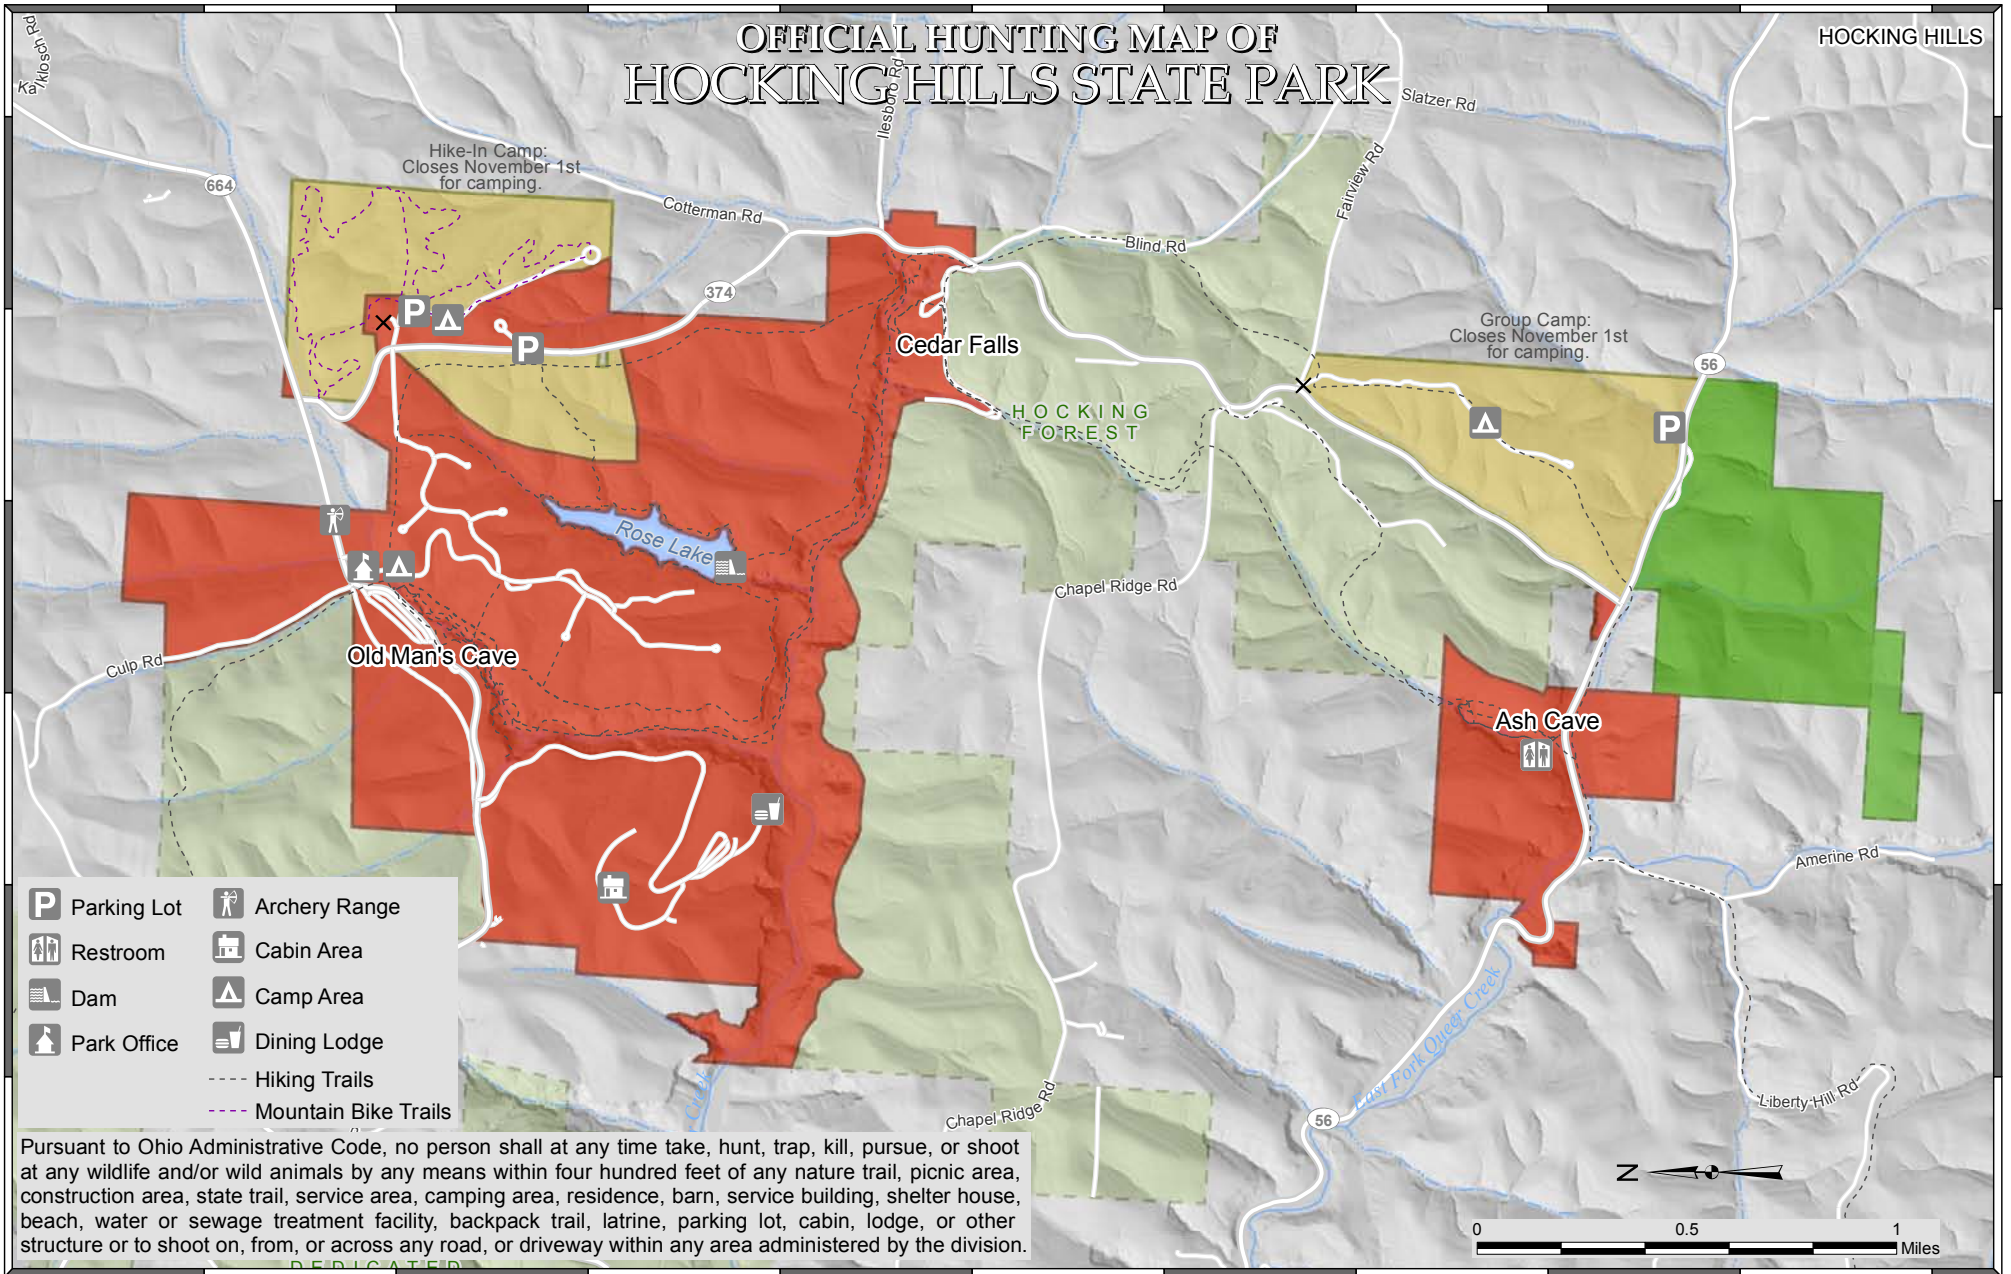 OFFICIAL HUNTING MAP OF
HOCKING HILLS STATE PARK
HOCKING HILLS
Ka
klosch Rd
664
Hike-In Camp:
Closes November 1st
for camping.
Cotterman Rd
Ilesboro Rd
Slatzer Rd
Fairview Rd
Blind Rd
374
P
P
Cedar Falls
Group Camp:
Closes November 1st
for camping.
56
P
HOCKING
FOREST
Rose Lake
Chapel Ridge Rd
Old Man's Cave
Culp Rd
Ash Cave
Amerine Rd
East Fork Queer Creek
Creek
Chapel Ridge Rd
Liberty Hill Rd
56
P Parking Lot
Restroom
Dam
Park Office
Archery Range
Cabin Area
Camp Area
Dining Lodge
Hiking Trails
Mountain Bike Trails
Pursuant to Ohio Administrative Code, no person shall at any time take, hunt, trap, kill, pursue, or shoot
at any wildlife and/or wild animals by any means within four hundred feet of any nature trail, picnic area,
construction area, state trail, service area, camping area, residence, barn, service building, shelter house,
beach, water or sewage treatment facility, backpack trail, latrine, parking lot, cabin, lodge, or other
structure or to shoot on, from, or across any road, or driveway within any area administered by the division.
DEDICATED
N
0 0.5 1
Miles